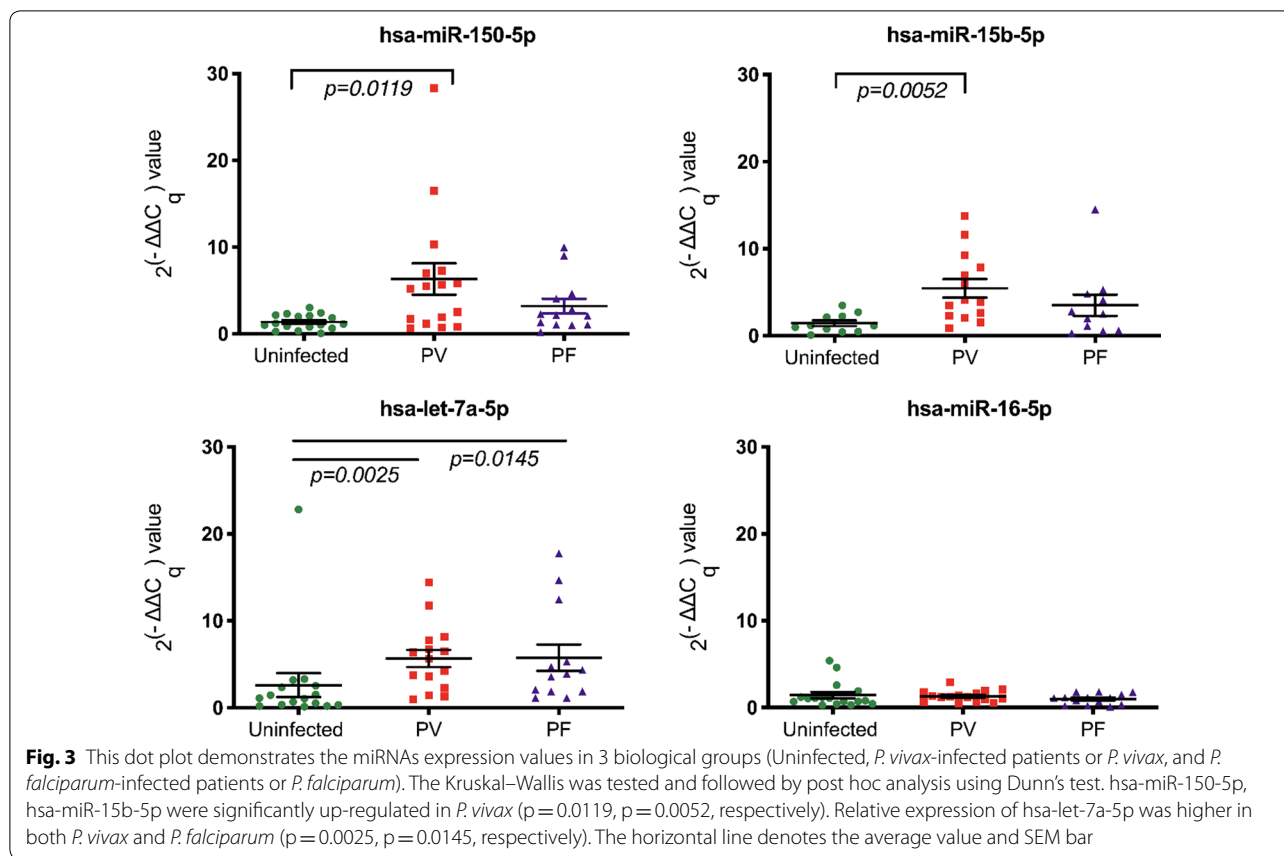 hsa-miR-150-5p
30
20
10
0
2(-ΔΔCq) value
p=0.0119
Uninfected PV PF
hsa-miR-15b-5p
30
20
10
0
2(-ΔΔCq) value
p=0.0052
Uninfected PV PF
hsa-let-7a-5p
30
20
10
0
2(-ΔΔCq) value
p=0.0145
p=0.0025
Uninfected PV PF
hsa-miR-16-5p
30
20
10
0
2(-ΔΔCq) value
Uninfected PV PF
Fig. 3 This dot plot demonstrates the miRNAs expression values in 3 biological groups (Uninfected, P. vivax-infected patients or P. vivax, and P.
falciparum-infected patients or P. falciparum). The Kruskal–Wallis was tested and followed by post hoc analysis using Dunn's test. hsa-miR-150-5p,
hsa-miR-15b-5p were significantly up-regulated in P. vivax (p = 0.0119, p = 0.0052, respectively). Relative expression of hsa-let-7a-5p was higher in
both P. vivax and P. falciparum (p = 0.0025, p = 0.0145, respectively). The horizontal line denotes the average value and SEM bar